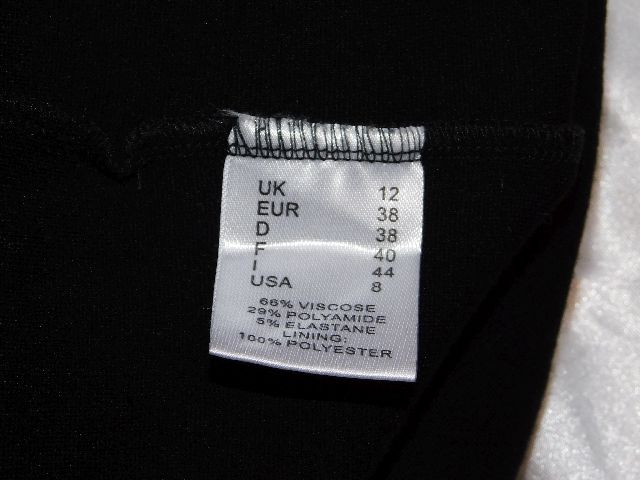 UK 12
EUR 38
D 38
F 40
I 44
USA 8
66% VISCOSE
29% POLYAMIDE
5% ELASTANE
LINING:
100% POLYESTER